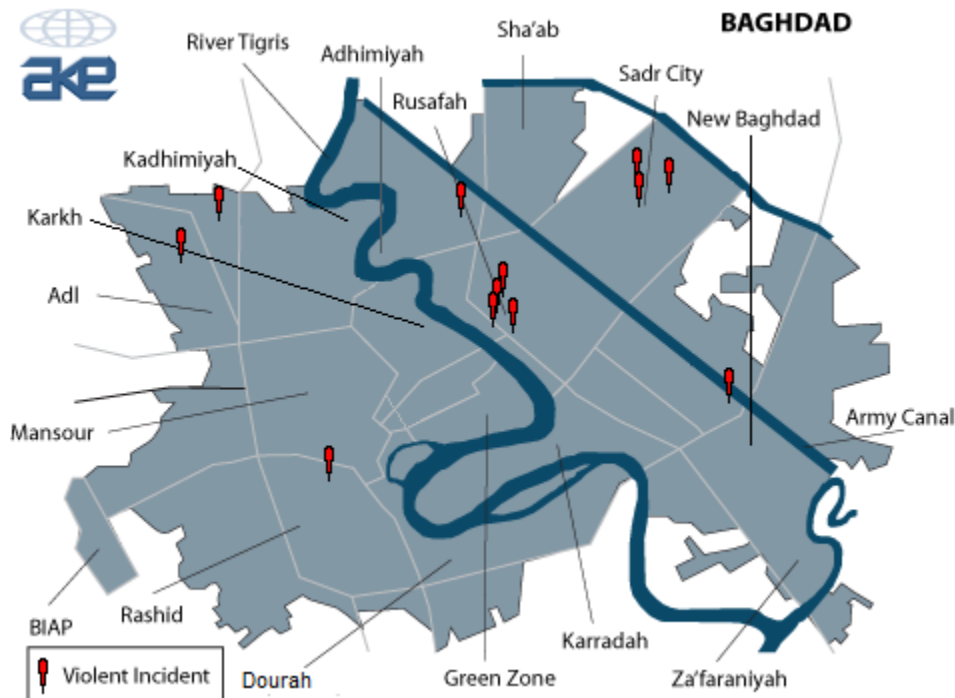 BAGHDAD
ake
Sha'ab
River Tigris
Adhimiyah
Sadr City
Rusafah
New Baghdad
Kadhimiyah
Karkh
Adl
Mansour
Army Canal
BIAP
Rashid
Karradah
Dourah
Green Zone
Za'faraniyah
Violent Incident